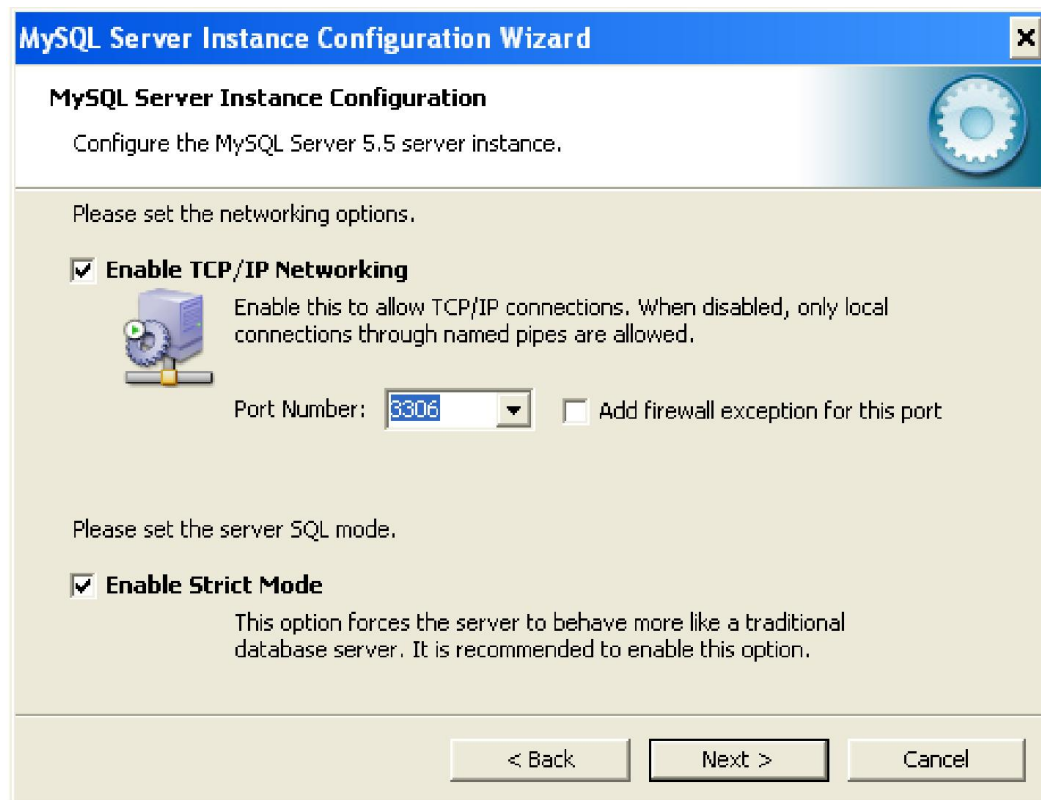 MySQL Server Instance Configuration Wizard
MySQL Server Instance Configuration
Configure the MySQL Server 5.5 server instance.
Please set the networking options.
Enable TCP/IP Networking
Enable this to allow TCP/IP connections. When disabled, only local
connections through named pipes are allowed.
Port Number: 3306 Add firewall exception for this port
Please set the server SQL mode.
Enable Strict Mode
This option forces the server to behave more like a traditional
database server. It is recommended to enable this option.
< Back Next > Cancel